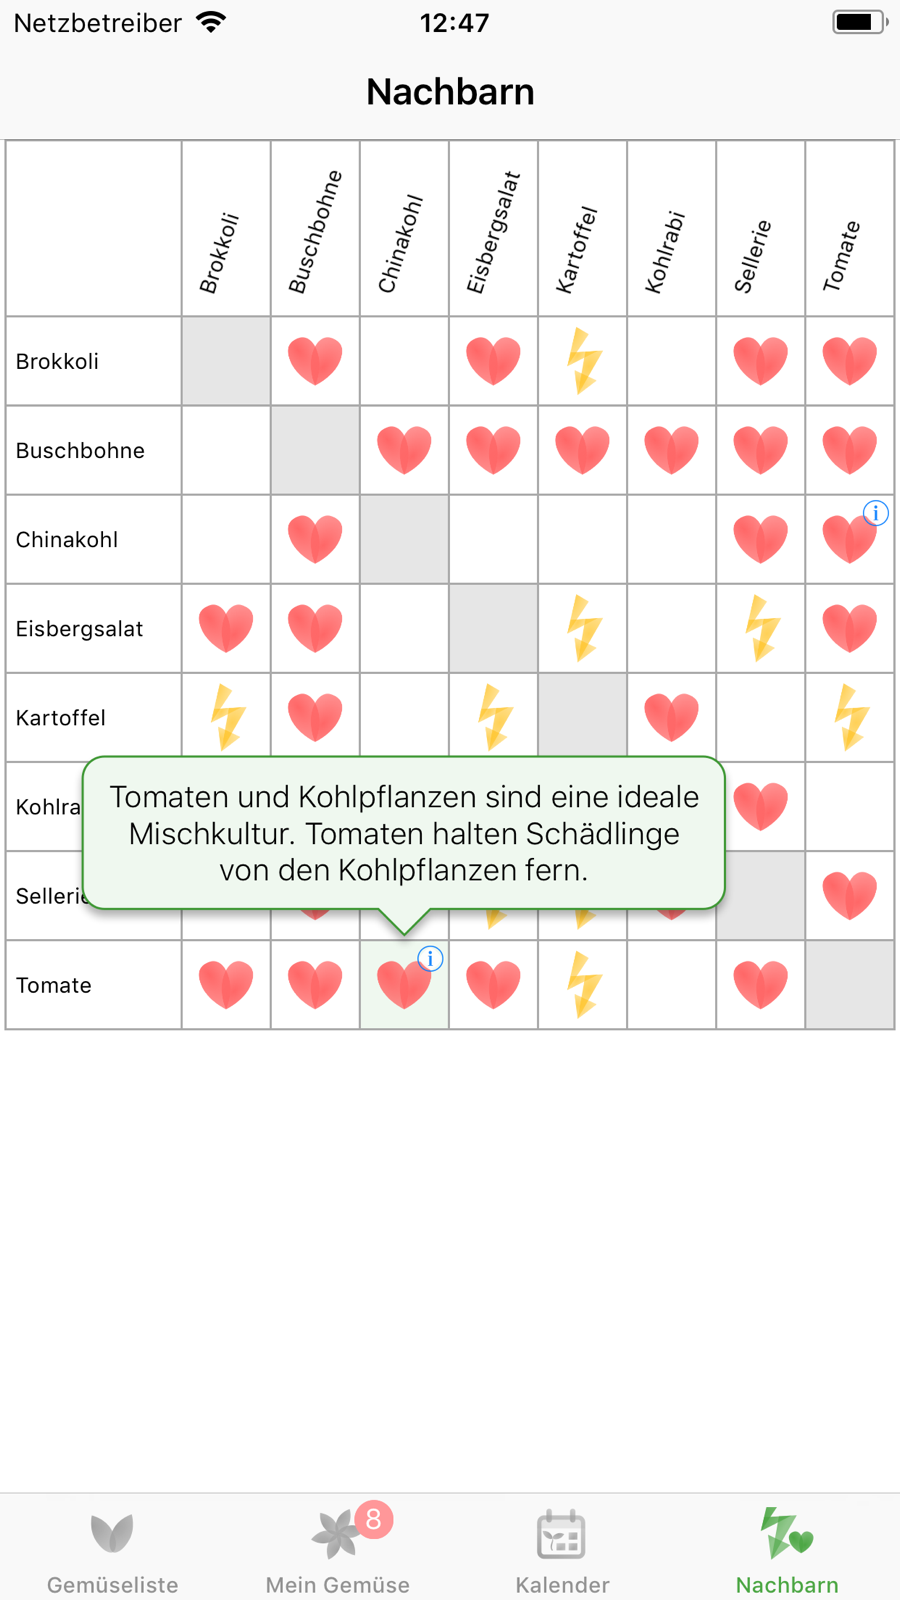 Netzbetreiber 12:47
Nachbarn
Brokkoli Buschbohne Chinakohl Eisbergsalat Kartoffel Kohlrabi Sellerie Tomate
Brokkoli
Buschbohne
Chinakohl
i
Eisbergsalat
Kartoffel
Kohlra
Tomaten und Kohlpflanzen sind eine ideale
Mischkultur. Tomaten halten Schädlinge
von den Kohlpflanzen fern.
Sellerie
Tomate
i
8
Gemüseliste Mein Gemüse Kalender Nachbarn